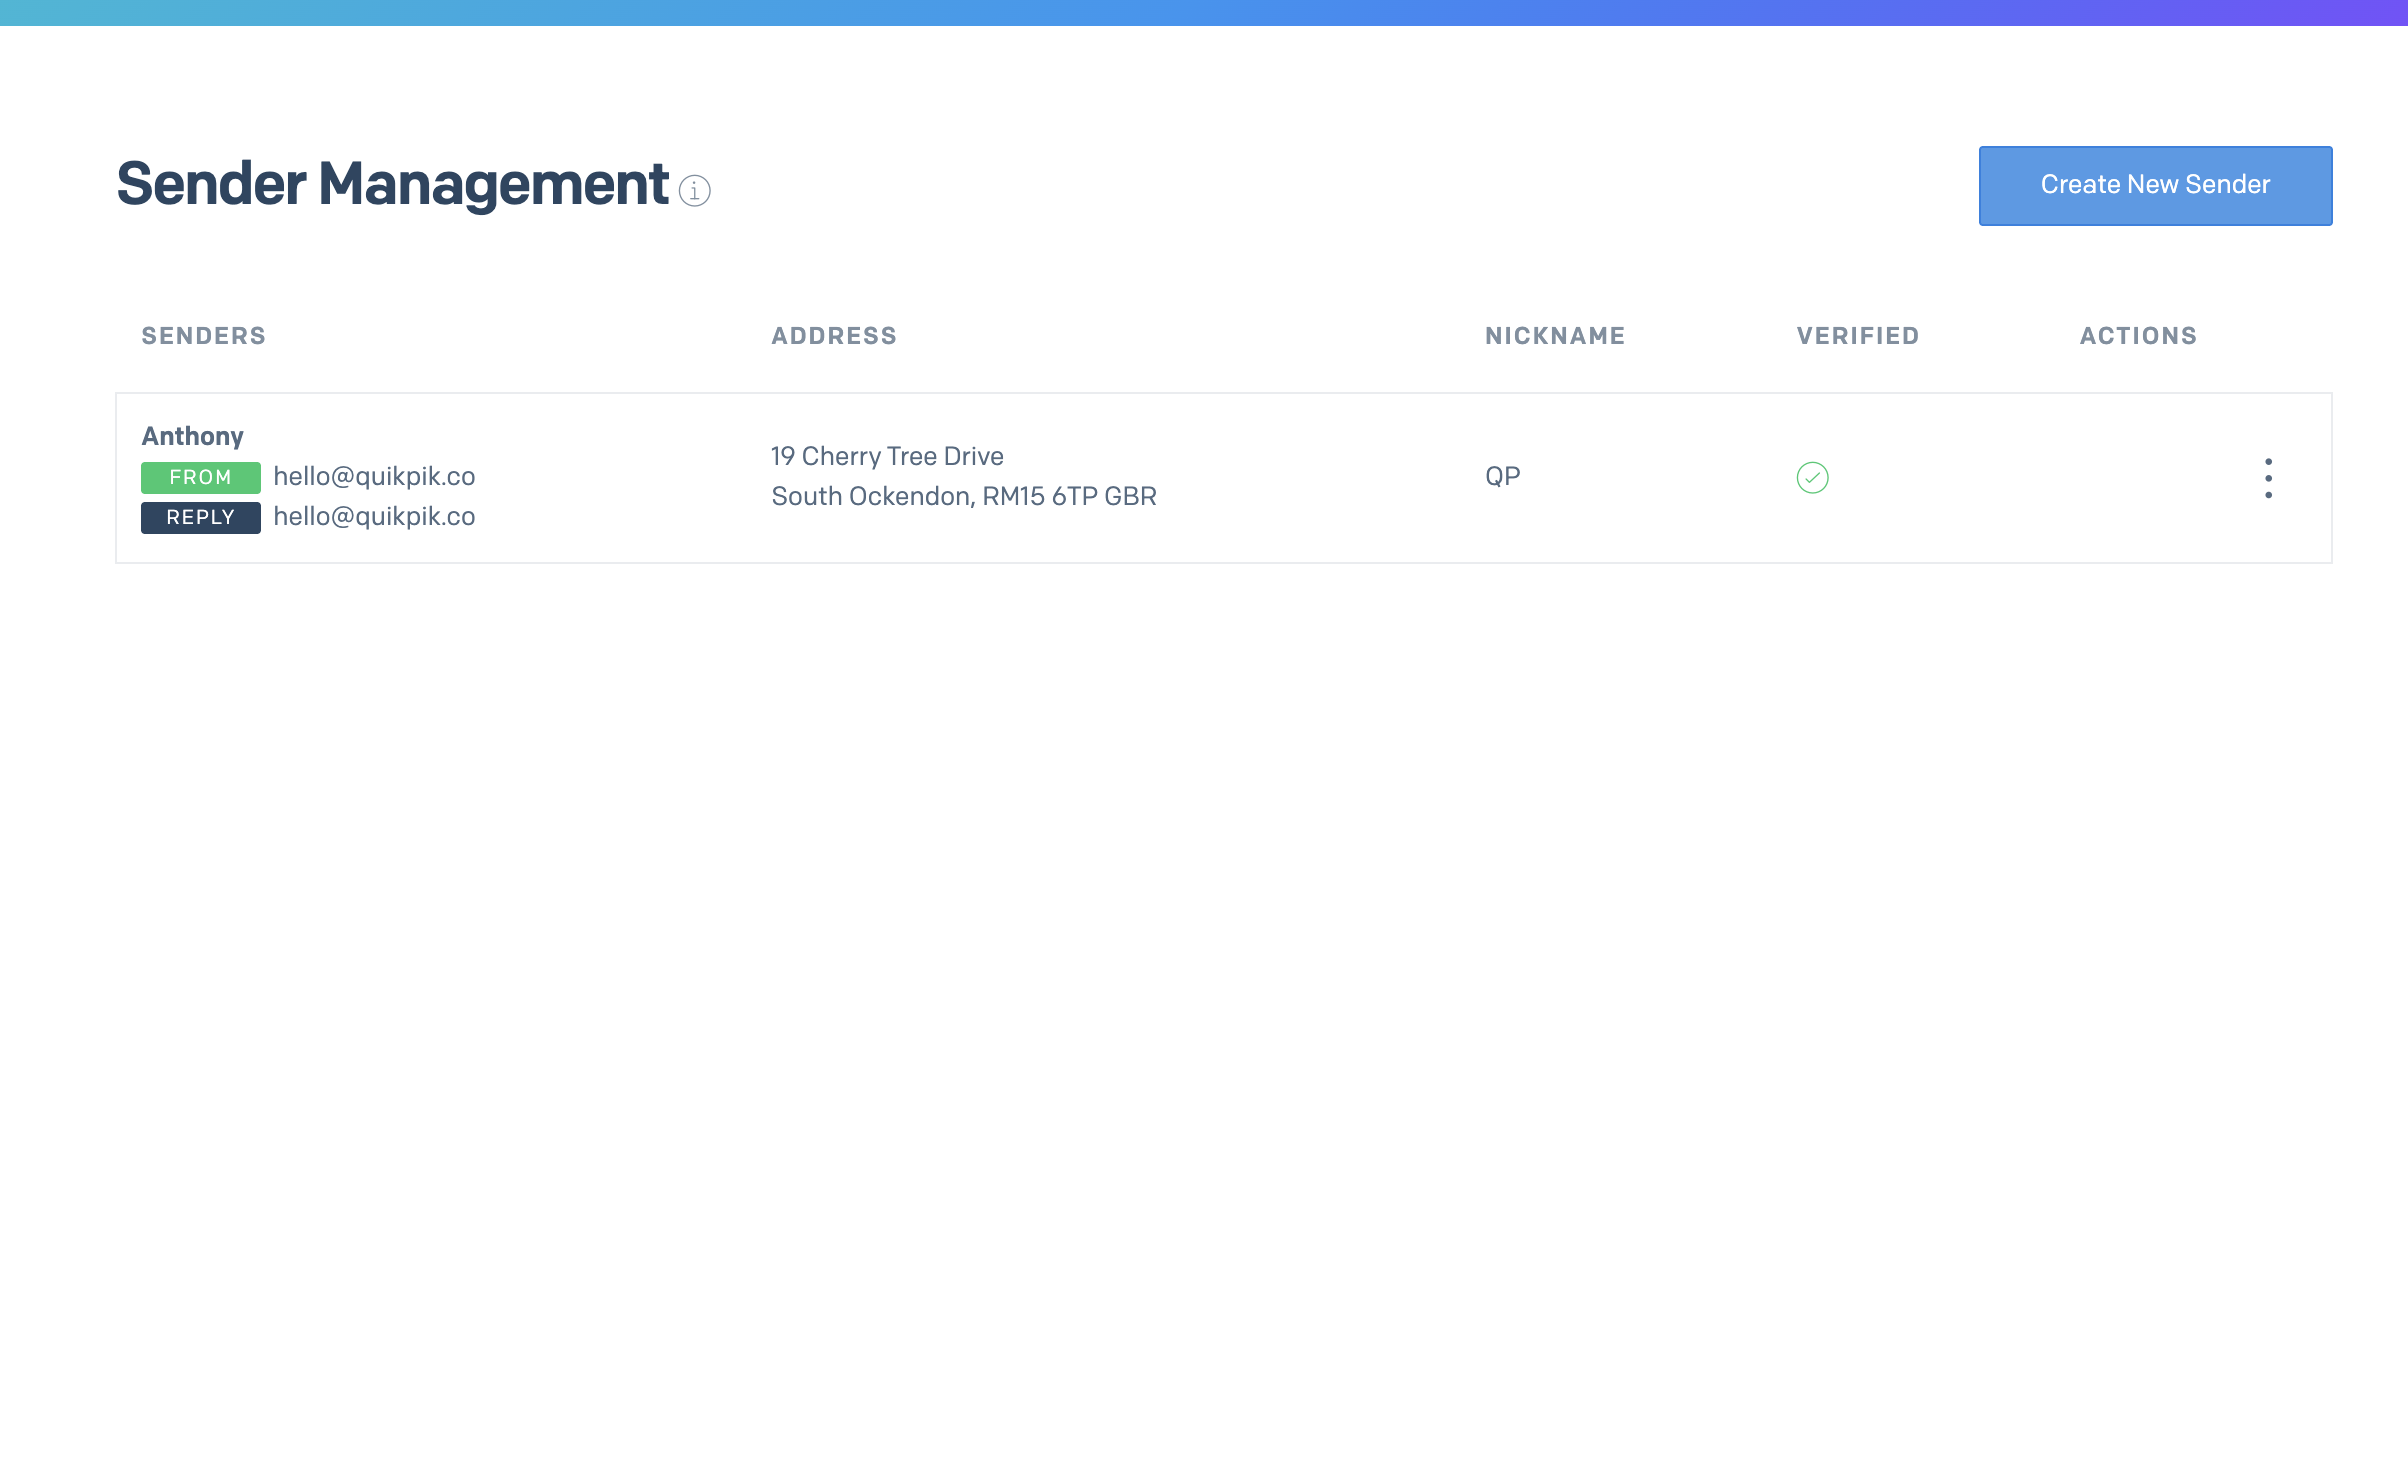 Sender Management
Create New Sender
SENDERS ADDRESS NICKNAME VERIFIED ACTIONS
Anthony
FROM hello@quikpik.co
REPLY hello@quikpik.co
19 Cherry Tree Drive
South Ockendon, RM15 6TP GBR
QP